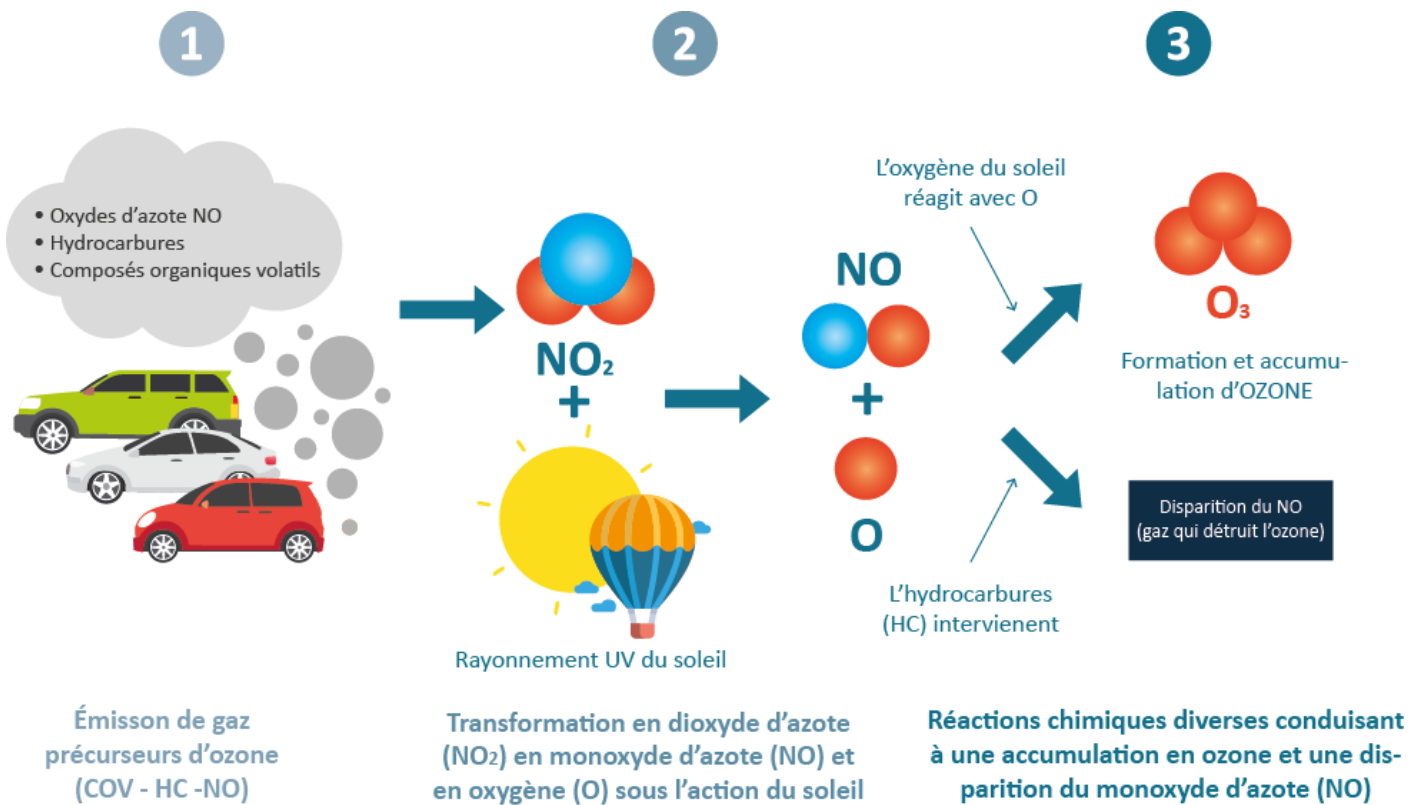 1
2
3
• Oxydes d'azote NO
• Hydrocarbures
• Composés organiques volatils
NO₂
+
Rayonnement UV du soleil
NO
+
O
L'oxygène du soleil
réagit avec O
L'hydrocarbures
(HC) intervienent
O₃
Formation et accumu-
lation d'OZONE
Disparition du NO
(gaz qui détruit l'ozone)
Émisson de gaz
précurseurs d'ozone
(COV - HC -NO)
Transformation en dioxyde d'azote
(NO₂) en monoxyde d'azote (NO) et
en oxygène (O) sous l'action du soleil
Réactions chimiques diverses conduisant
à une accumulation en ozone et une dis-
parition du monoxyde d'azote (NO)